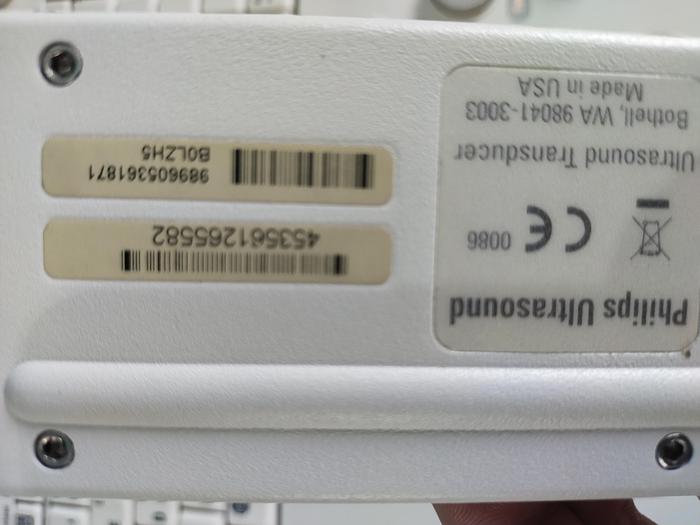 Philips Ultrasound
0086
Ultrasound Transducer
Bothell, WA 98041-3003
Made in USA
453561265582
989605361871
B0LZH5